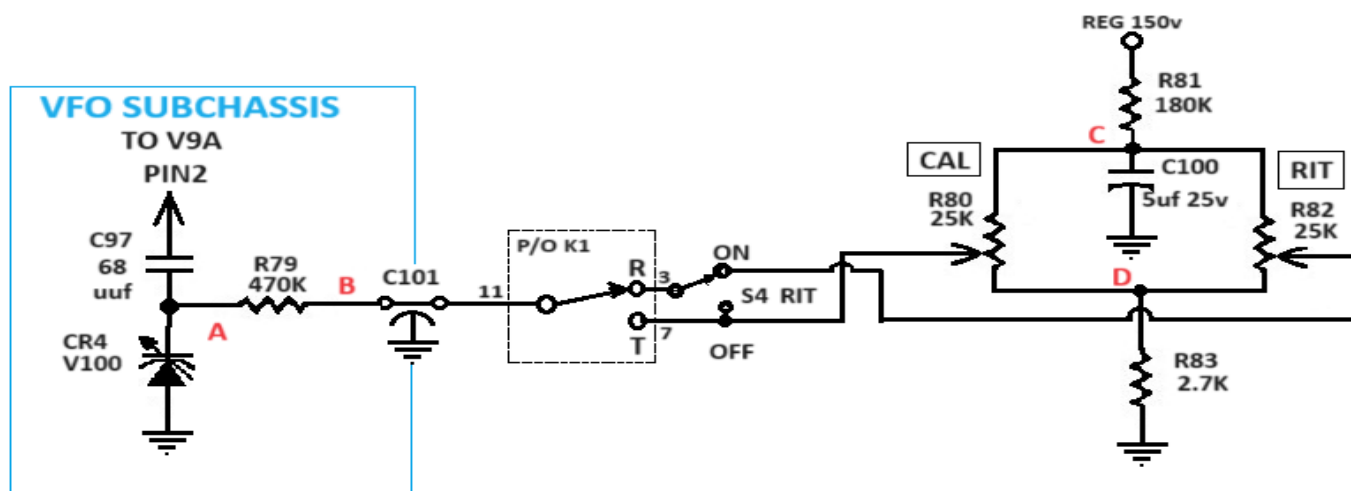 REG 150v
R81
180K
C
C100
5uf 25v
CAL
R80
25K
RIT
R82
25K
D
R83
2.7K
VFO SUBCHASSIS
TO V9A
PIN2
C97
68
uuf
R79
470K
A
B
C101
CR4
V100
P/O K1
11
R
3
T
7
ON
S4 RIT
OFF